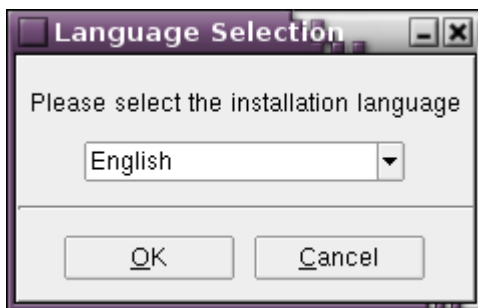 Language Selection
Please select the installation language
English
OK
Cancel